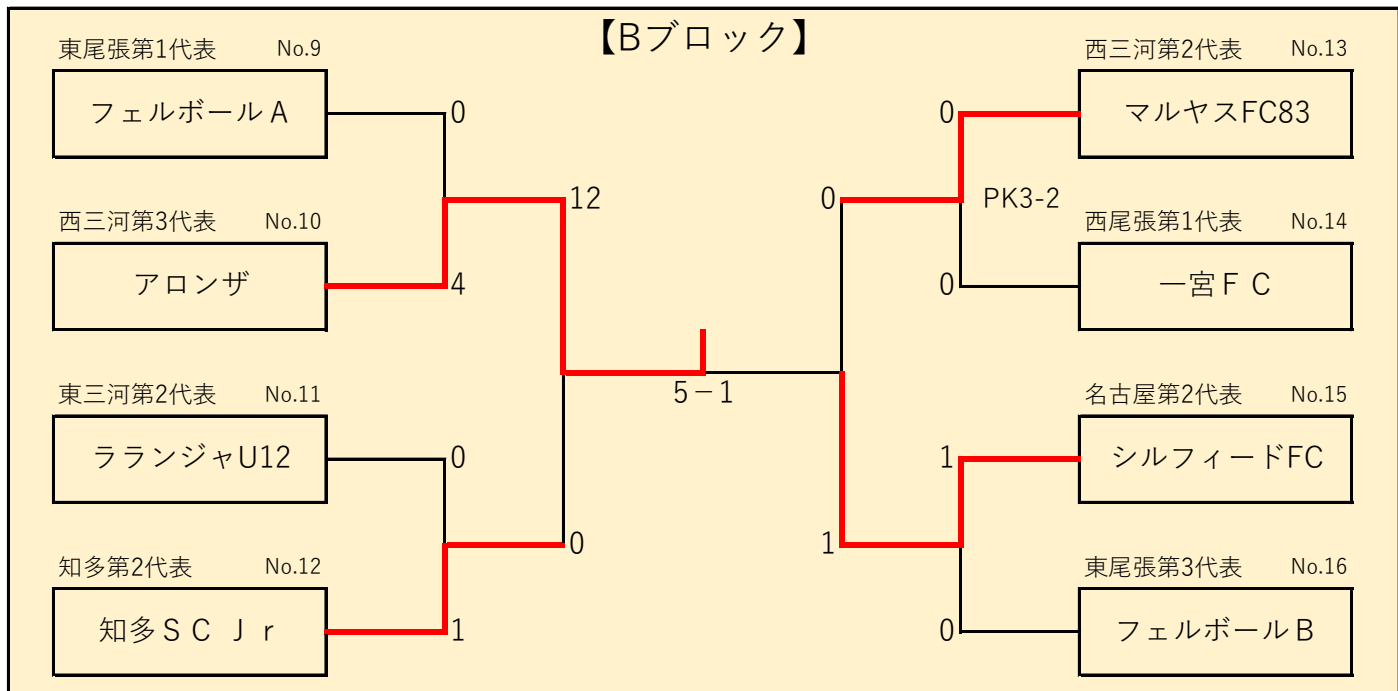 【Bブロック】
東尾張第1代表 No.9
フェルボールA
0
西三河第3代表 No.10
アロンザ
4
12
東三河第2代表 No.11
ラランジャU12
0
知多第2代表 No.12
知多ＳＣ Ｊｒ
1
0
5－1
西三河第2代表 No.13
マルヤスFC83
0
PK3-2
西尾張第1代表 No.14
一宮ＦＣ
0
0
名古屋第2代表 No.15
シルフィードFC
1
東尾張第3代表 No.16
フェルボールB
0
1